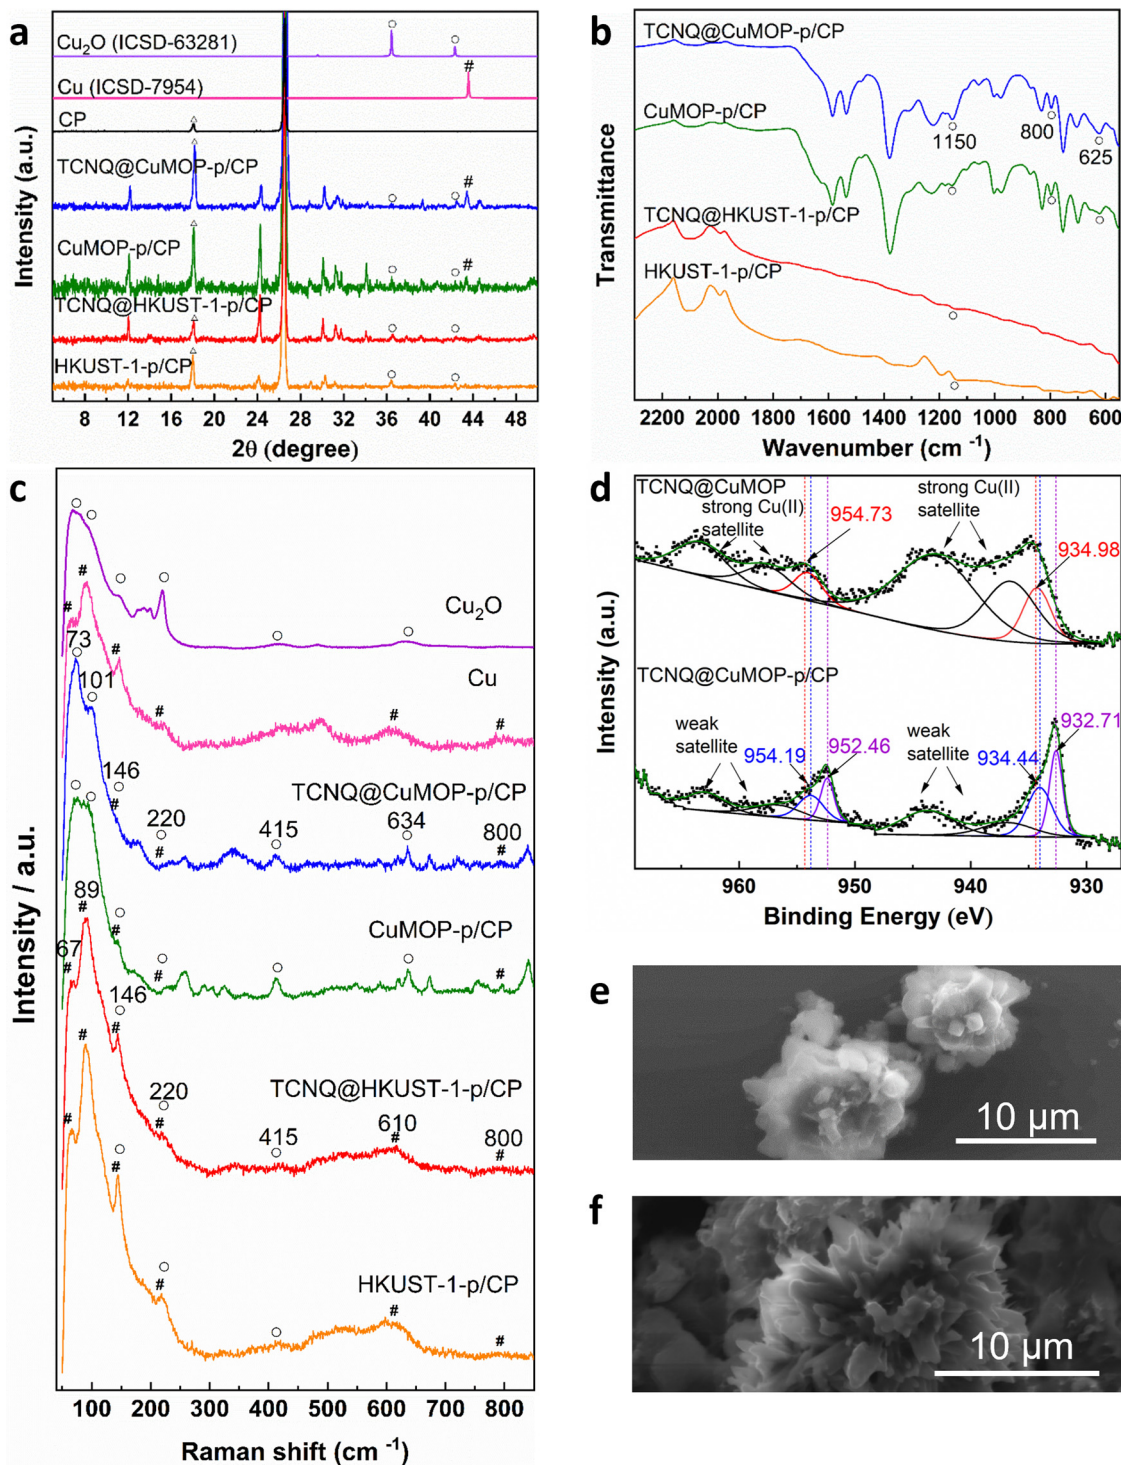 a
Cu2O (ICSD-63281)
Cu (ICSD-7954)
#
CP
TCNQ@CuMOP-p/CP
#
CuMOP-p/CP
#
TCNQ@HKUST-1-p/CP
HKUST-1-p/CP
Intensity (a.u.)
8 12 16 20 24 28 32 36 40 44 48
2θ (degree)
b
TCNQ@CuMOP-p/CP
CuMOP-p/CP
1150
800
625
TCNQ@HKUST-1-p/CP
HKUST-1-p/CP
Transmittance
2200 2000 1800 1600 1400 1200 1000 800 600
Wavenumber (cm -1)
c
Cu2O
#
#
#
#
#
#
Cu
73
101
146
220
415
634
800
TCNQ@CuMOP-p/CP
#
#
#
CuMOP-p/CP
#
#
#
67
89
146
220
415
610
800
TCNQ@HKUST-1-p/CP
#
#
#
#
#
#
HKUST-1-p/CP
#
#
#
#
#
#
Intensity / a.u.
100 200 300 400 500 600 700 800
Raman shift (cm -1)
d
TCNQ@CuMOP
strong Cu(II)
satellite
954.73
strong Cu(II)
satellite
934.98
TCNQ@CuMOP-p/CP
weak
satellite
954.19
952.46
weak
satellite
934.44
932.71
Intensity (a.u.)
960 950 940 930
Binding Energy (eV)
e
10 μm
f
10 μm